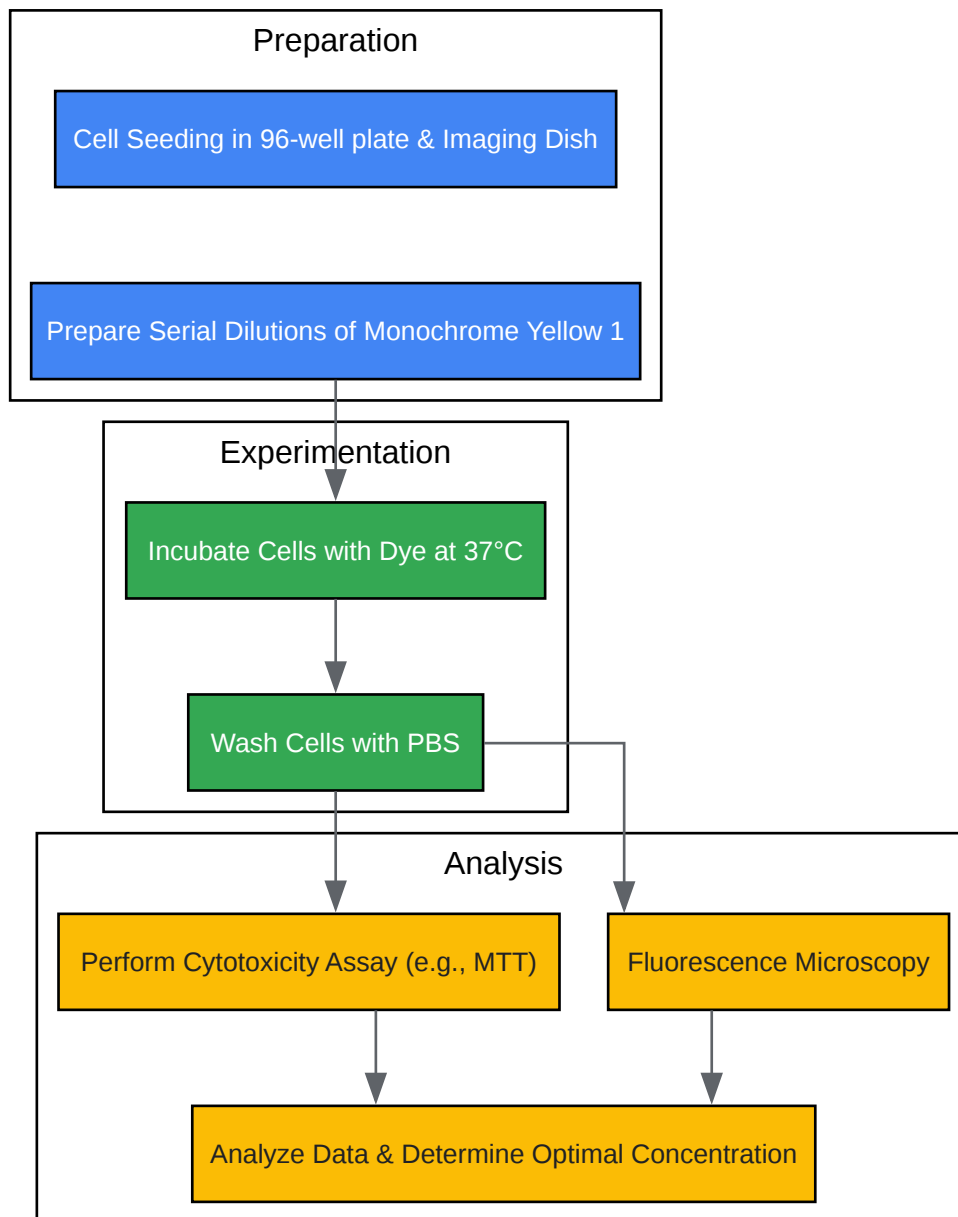 Preparation
Cell Seeding in 96-well plate & Imaging Dish
Prepare Serial Dilutions of Monochrome Yellow 1
Experimentation
Incubate Cells with Dye at 37°C
Wash Cells with PBS
Analysis
Perform Cytotoxicity Assay (e.g., MTT)
Fluorescence Microscopy
Analyze Data & Determine Optimal Concentration